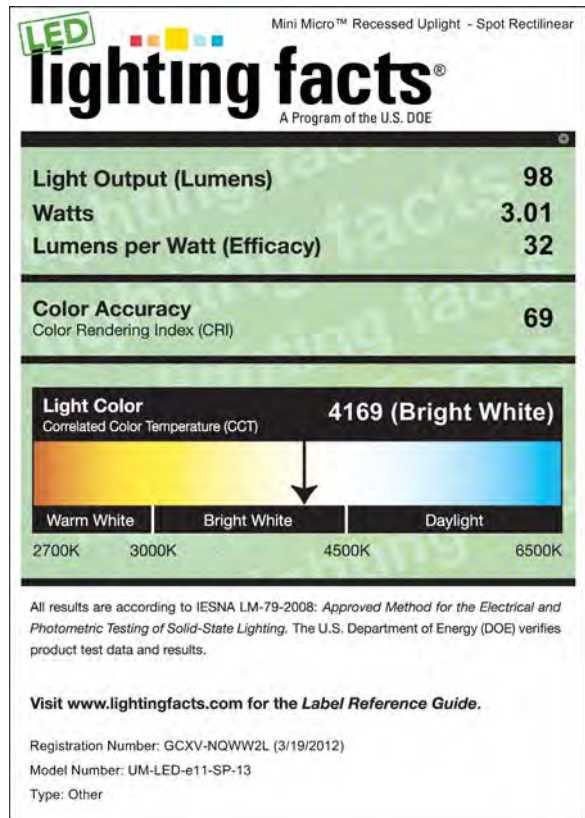 Mini Micro™ Recessed Uplight - Spot Rectilinear
LED
lighting facts®
A Program of the U.S. DOE
Light Output (Lumens) 98
Watts 3.01
Lumens per Watt (Efficacy) 32
Color Accuracy
Color Rendering Index (CRI) 69
Light Color
Correlated Color Temperature (CCT) 4169 (Bright White)
Warm White Bright White Daylight
2700K 3000K 4500K 6500K
All results are according to IESNA LM-79-2008: Approved Method for the Electrical and
Photometric Testing of Solid-State Lighting. The U.S. Department of Energy (DOE) verifies
product test data and results.
Visit www.lightingfacts.com for the Label Reference Guide.
Registration Number: GCXV-NQWW2L (3/19/2012)
Model Number: UM-LED-e11-SP-13
Type: Other